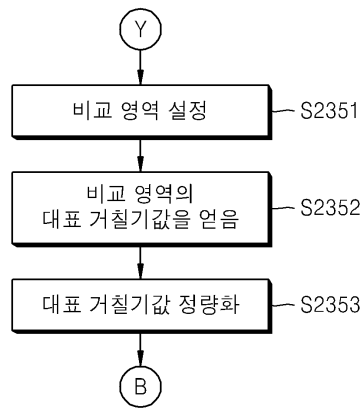 Y
비교 영역 설정
S2351
비교 영역의
대표 거칠기값을 얻음
S2352
대표 거칠기값 정량화
S2353
B